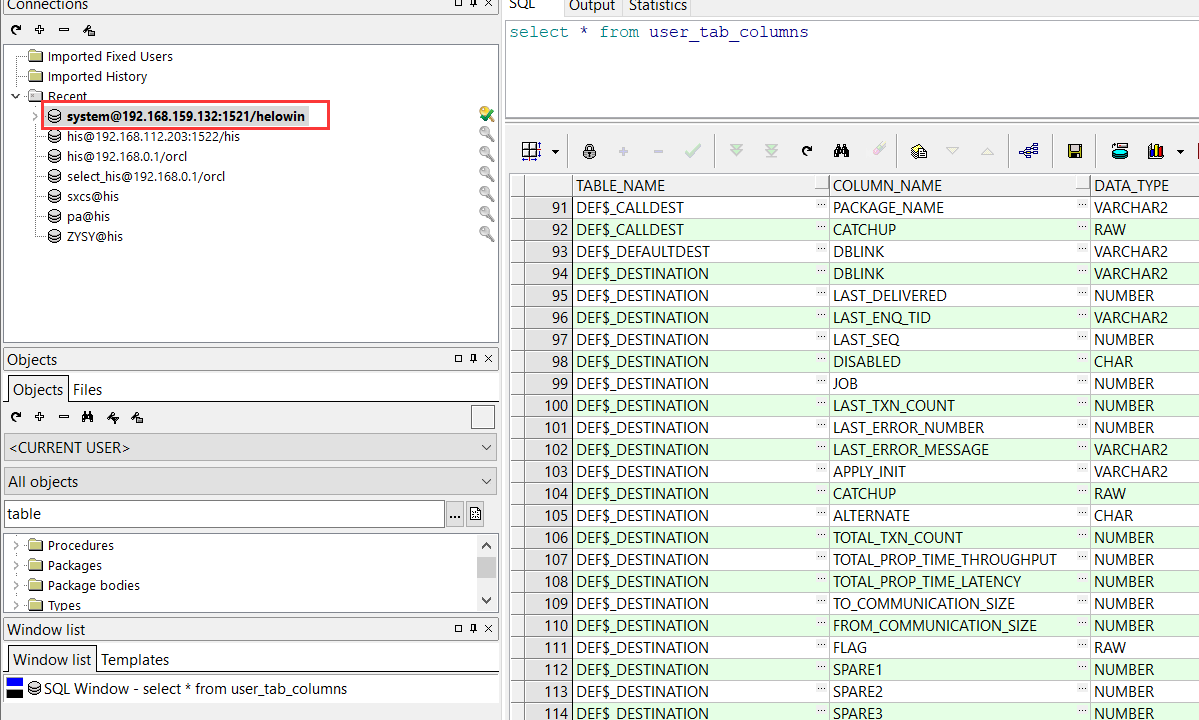 Connections
Imported Fixed Users
Imported History
Recent
system@192.168.159.132:1521/helowin
his@192.168.112.203:1522/his
his@192.168.0.1/orcl
select_his@192.168.0.1/orcl
sxcs@his
pa@his
ZYSY@his
Objects
Objects Files
<CURRENT USER>
All objects
table
...
Procedures
Packages
Package bodies
Types
Window list
Window list Templates
SQL Window - select * from user_tab_columns
SQL Output Statistics
select * from user_tab_columns
TABLE_NAME COLUMN_NAME DATA_TYPE
91 DEF$_CALLDEST ... PACKAGE_NAME ... VARCHAR2
92 DEF$_CALLDEST ... CATCHUP ... RAW
93 DEF$_DEFAULTDEST ... DBLINK ... VARCHAR2
94 DEF$_DESTINATION ... DBLINK ... VARCHAR2
95 DEF$_DESTINATION ... LAST_DELIVERED ... NUMBER
96 DEF$_DESTINATION ... LAST_ENQ_TID ... VARCHAR2
97 DEF$_DESTINATION ... LAST_SEQ ... NUMBER
98 DEF$_DESTINATION ... DISABLED ... CHAR
99 DEF$_DESTINATION ... JOB ... NUMBER
100 DEF$_DESTINATION ... LAST_TXN_COUNT ... NUMBER
101 DEF$_DESTINATION ... LAST_ERROR_NUMBER ... NUMBER
102 DEF$_DESTINATION ... LAST_ERROR_MESSAGE ... VARCHAR2
103 DEF$_DESTINATION ... APPLY_INIT ... VARCHAR2
104 DEF$_DESTINATION ... CATCHUP ... RAW
105 DEF$_DESTINATION ... ALTERNATE ... CHAR
106 DEF$_DESTINATION ... TOTAL_TXN_COUNT ... NUMBER
107 DEF$_DESTINATION ... TOTAL_PROP_TIME_THROUGHPUT ... NUMBER
108 DEF$_DESTINATION ... TOTAL_PROP_TIME_LATENCY ... NUMBER
109 DEF$_DESTINATION ... TO_COMMUNICATION_SIZE ... NUMBER
110 DEF$_DESTINATION ... FROM_COMMUNICATION_SIZE ... NUMBER
111 DEF$_DESTINATION ... FLAG ... RAW
112 DEF$_DESTINATION ... SPARE1 ... NUMBER
113 DEF$_DESTINATION ... SPARE2 ... NUMBER
114 DEF$_DESTINATION ... SPARE3 ... NUMBER